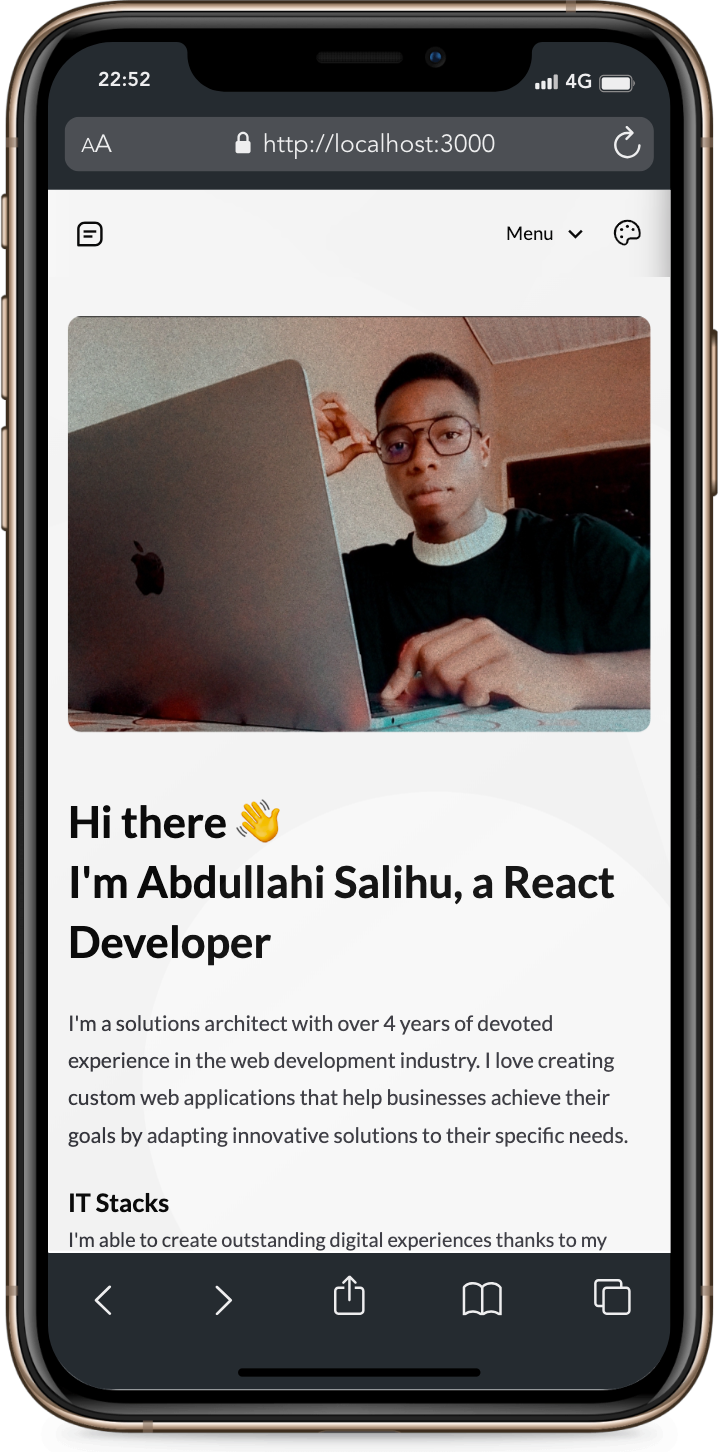 22:52
4G
AA
http://localhost:3000
Menu
Hi there 👋
I'm Abdullahi Salihu, a React
Developer
I'm a solutions architect with over 4 years of devoted
experience in the web development industry. I love creating
custom web applications that help businesses achieve their
goals by adapting innovative solutions to their specific needs.
IT Stacks
I'm able to create outstanding digital experiences thanks to my